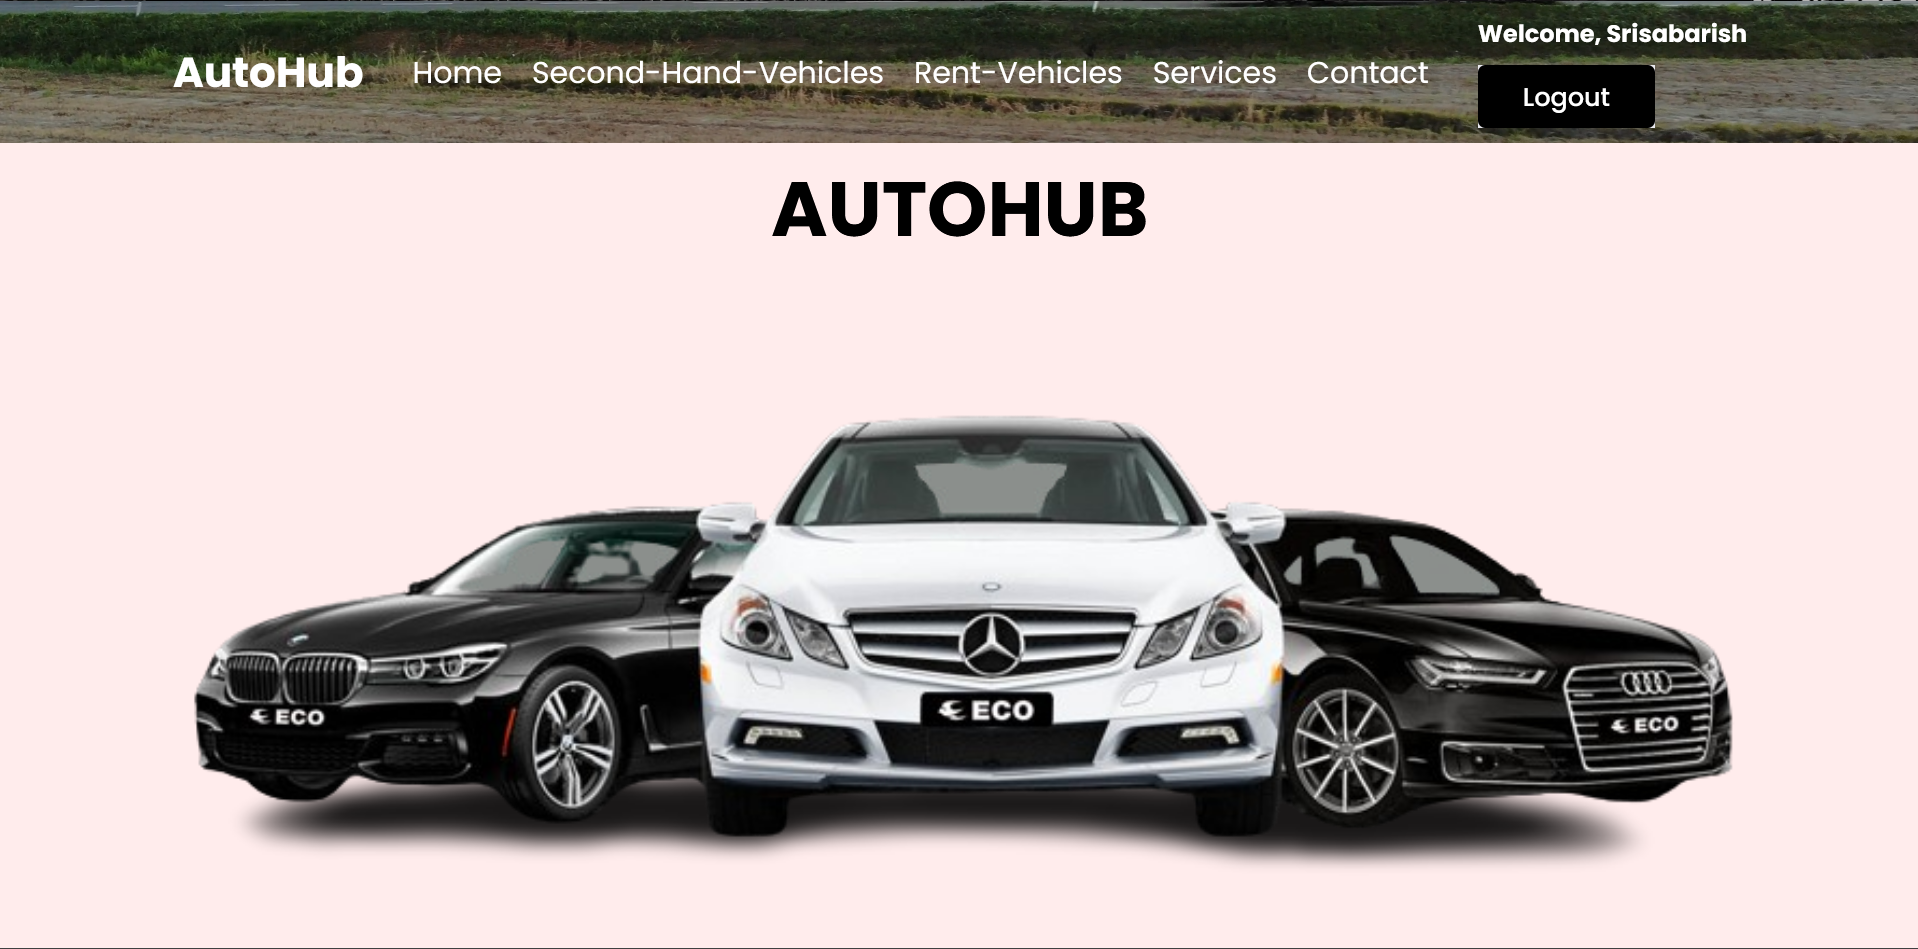 Welcome, Srisabarish
AutoHub Home Second-Hand-Vehicles Rent-Vehicles Services Contact
Logout
AUTOHUB
ECO
ECO
ECO